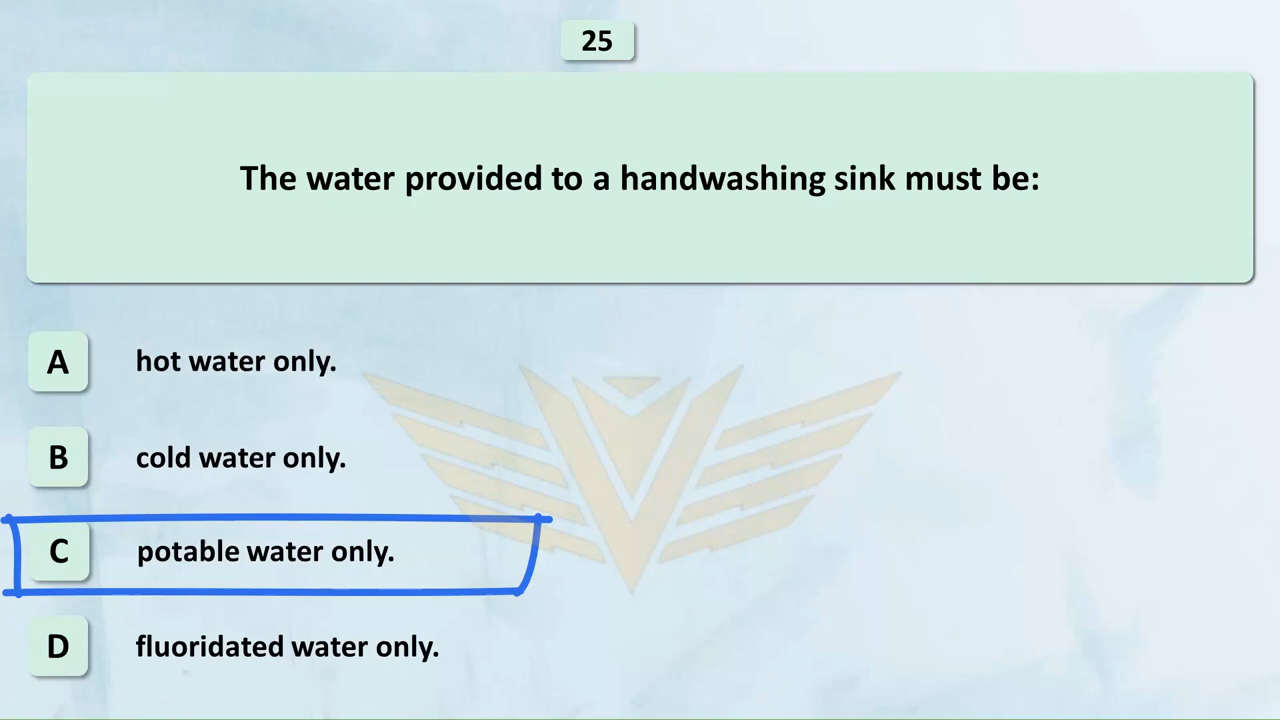 25
The water provided to a handwashing sink must be:
A hot water only.
B cold water only.
C potable water only.
D fluoridated water only.